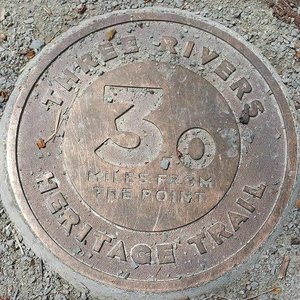 THREE RIVERS
3.0
MILES FROM
THE POINT
HERITAGE TRAIL